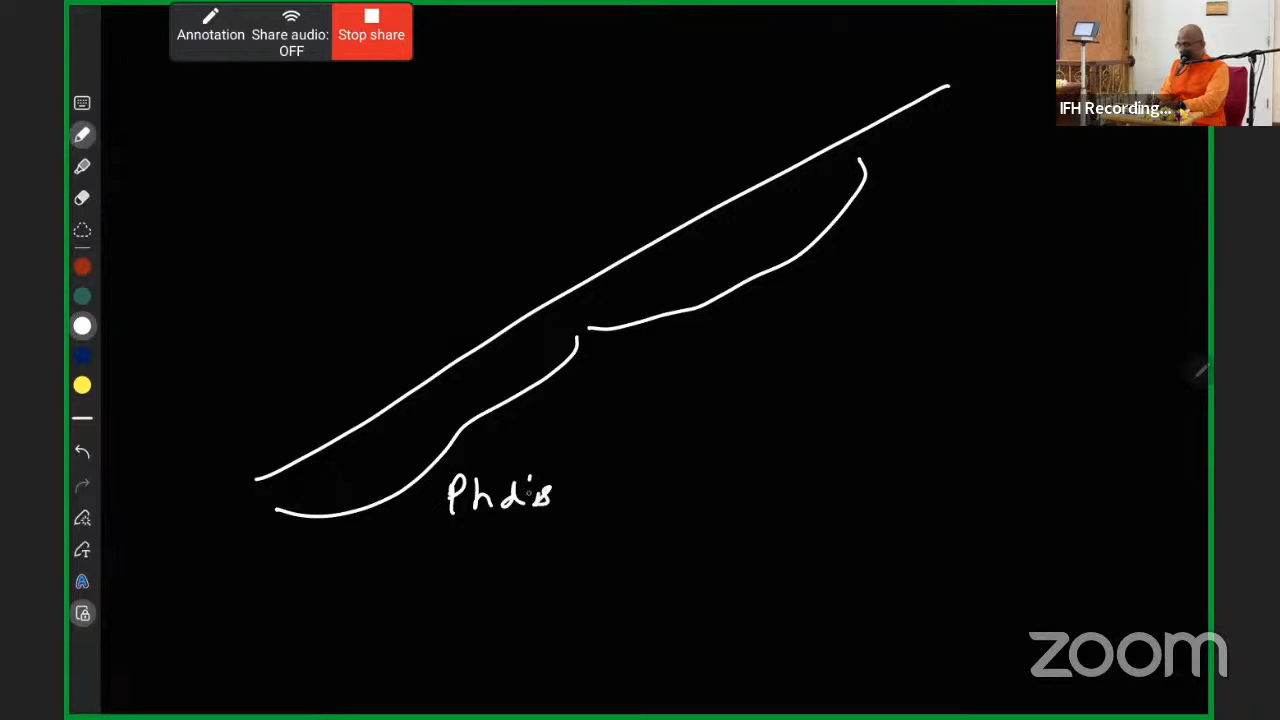 Annotation
Share audio: OFF
Stop share
IFH Recording...
Phd's
zoom